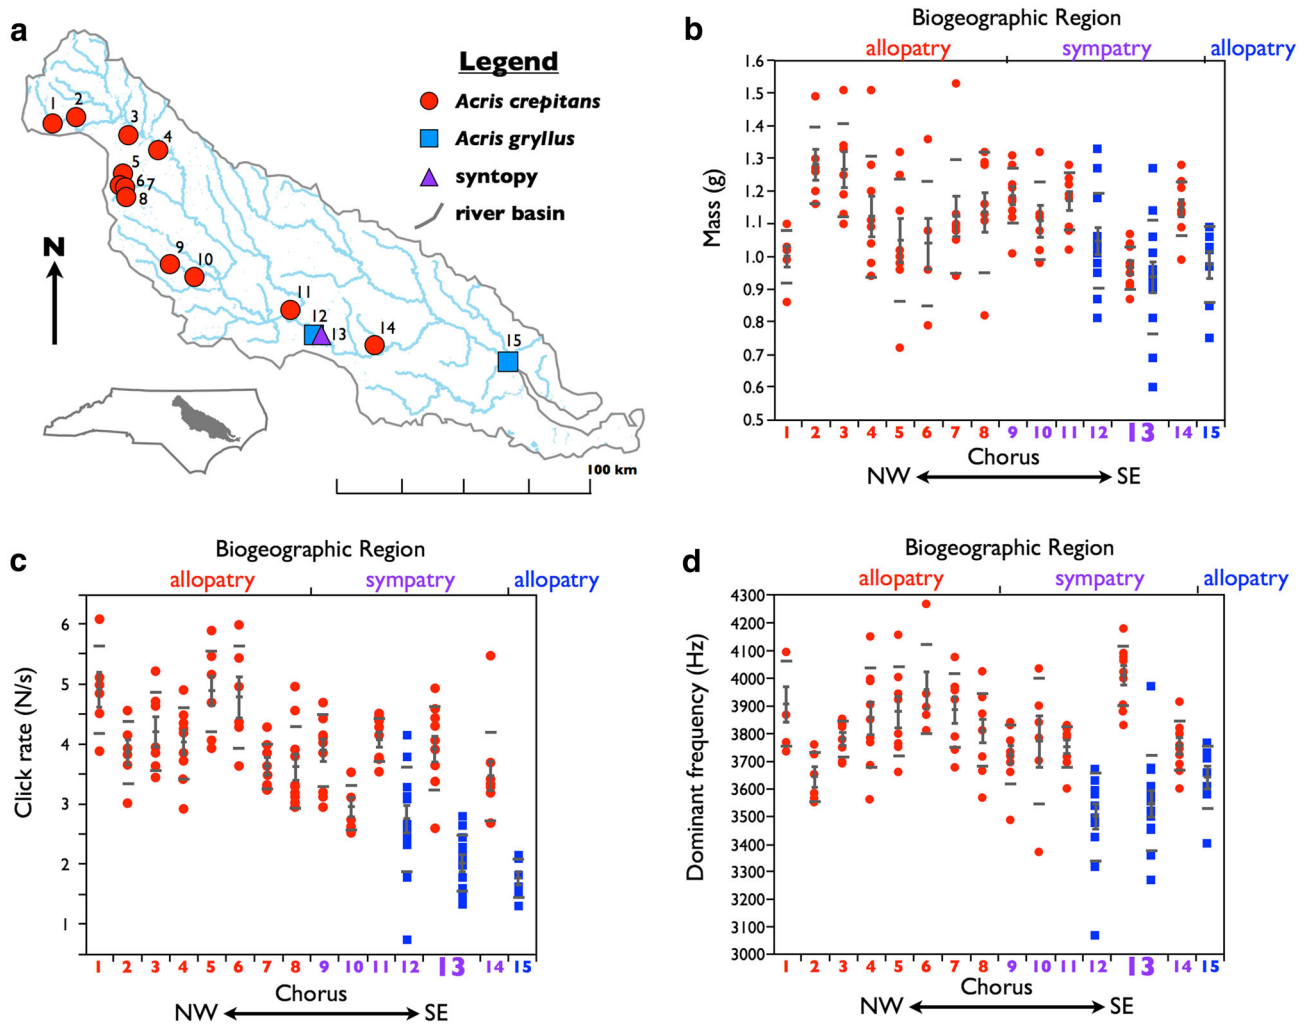 a
Legend
Acris crepitans
Acris gryllus
syntopy
river basin
1
2
3
4
5
6
7
8
9
10
11
12
13
14
15
N
100 km
b
Biogeographic Region
allopatry
sympatry
allopatry
Mass (g)
1.6
1.5
1.4
1.3
1.2
1.1
1.0
0.9
0.8
0.7
0.6
0.5
1 2 3 4 5 6 7 8 9 10 11 12 13 14 15
Chorus
NW SE
c
Biogeographic Region
allopatry
sympatry
allopatry
Click rate (N/s)
6
5
4
3
2
1
1 2 3 4 5 6 7 8 9 10 11 12 13 14 15
Chorus
NW SE
d
Biogeographic Region
allopatry
sympatry
allopatry
Dominant frequency (Hz)
4300
4200
4100
4000
3900
3800
3700
3600
3500
3400
3300
3200
3100
3000
1 2 3 4 5 6 7 8 9 10 11 12 13 14 15
Chorus
NW SE